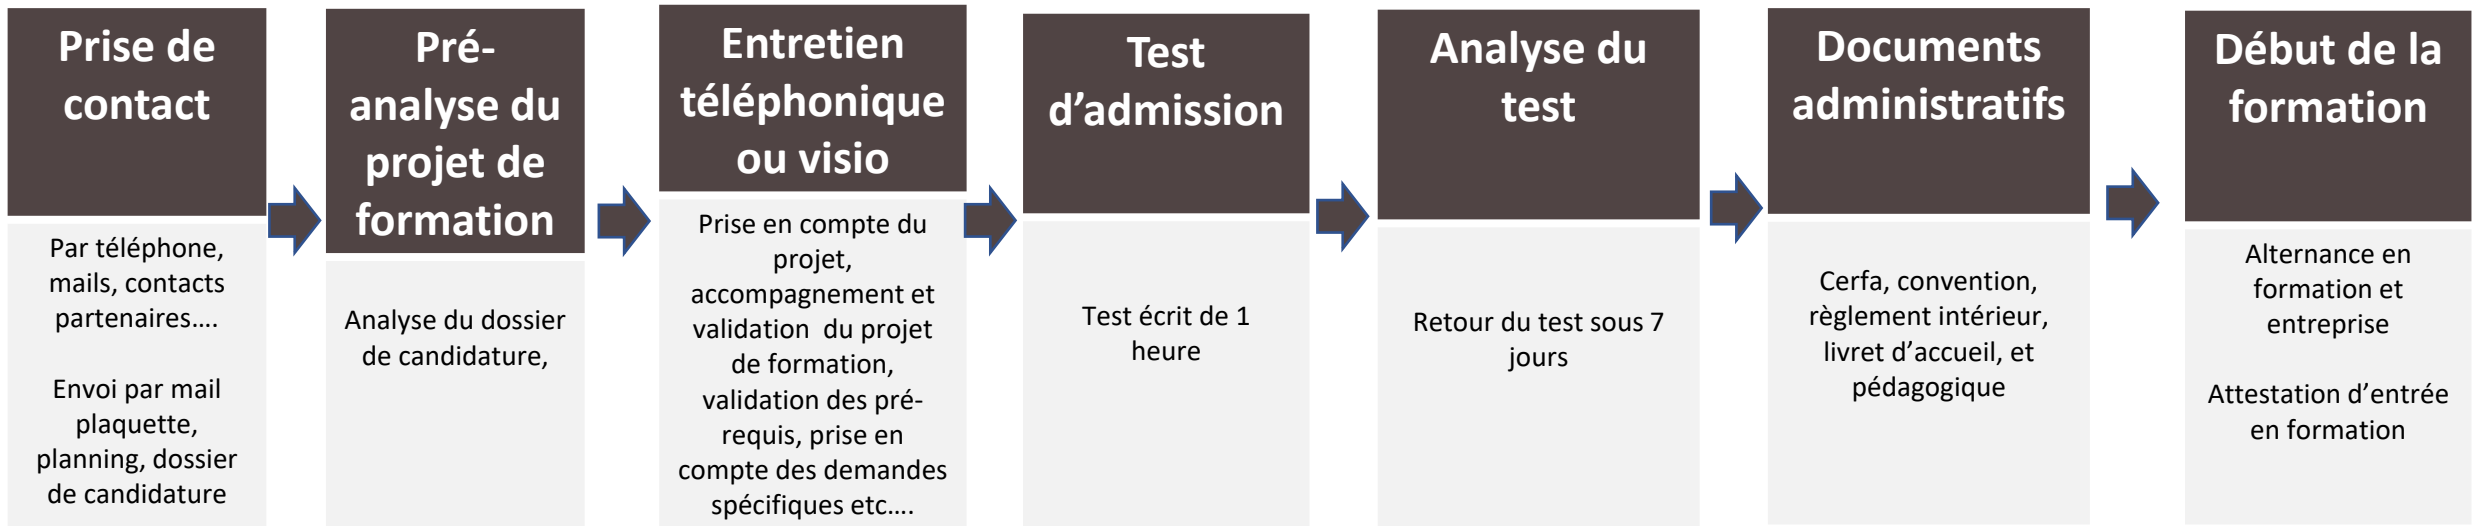 Prise de
contact
Par téléphone,
mails, contacts
partenaires....
Envoi par mail
plaquette,
planning, dossier
de candidature
Pré-
analyse du
projet de
formation
Analyse du dossier
de candidature,
Entretien
téléphonique
ou visio
Prise en compte du
projet,
accompagnement et
validation  du projet
de formation,
validation des pré-
requis, prise en
compte des demandes
spécifiques etc....
Test
d’admission
Test écrit de 1
heure
Analyse du
test
Retour du test sous 7
jours
Documents
administratifs
Cerfa, convention,
règlement intérieur,
livret d’accueil, et
pédagogique
Début de la
formation
Alternance en
formation et
entreprise
Attestation d’entrée
en formation